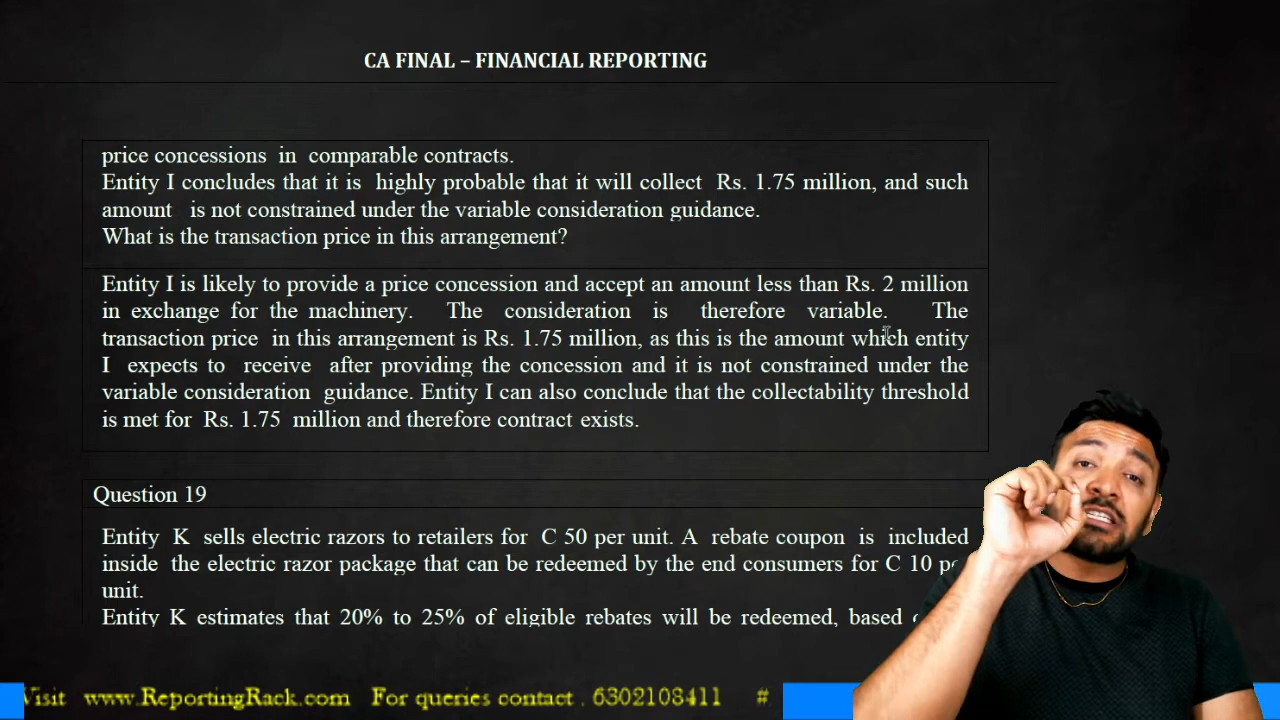 CA FINAL – FINANCIAL REPORTING
price concessions in comparable contracts.
Entity I concludes that it is highly probable that it will collect Rs. 1.75 million, and such
amount is not constrained under the variable consideration guidance.
What is the transaction price in this arrangement?
Entity I is likely to provide a price concession and accept an amount less than Rs. 2 million
in exchange for the machinery. The consideration is therefore variable. The
transaction price in this arrangement is Rs. 1.75 million, as this is the amount which entity
I expects to receive after providing the concession and it is not constrained under the
variable consideration guidance. Entity I can also conclude that the collectability threshold
is met for Rs. 1.75 million and therefore contract exists.
Question 19
Entity K sells electric razors to retailers for C 50 per unit. A rebate coupon is included
inside the electric razor package that can be redeemed by the end consumers for C 10
unit.
Entity K estimates that 20% to 25% of eligible rebates will be redeemed, based
www.ReportingRack.com For queries contact . 6302108411 #